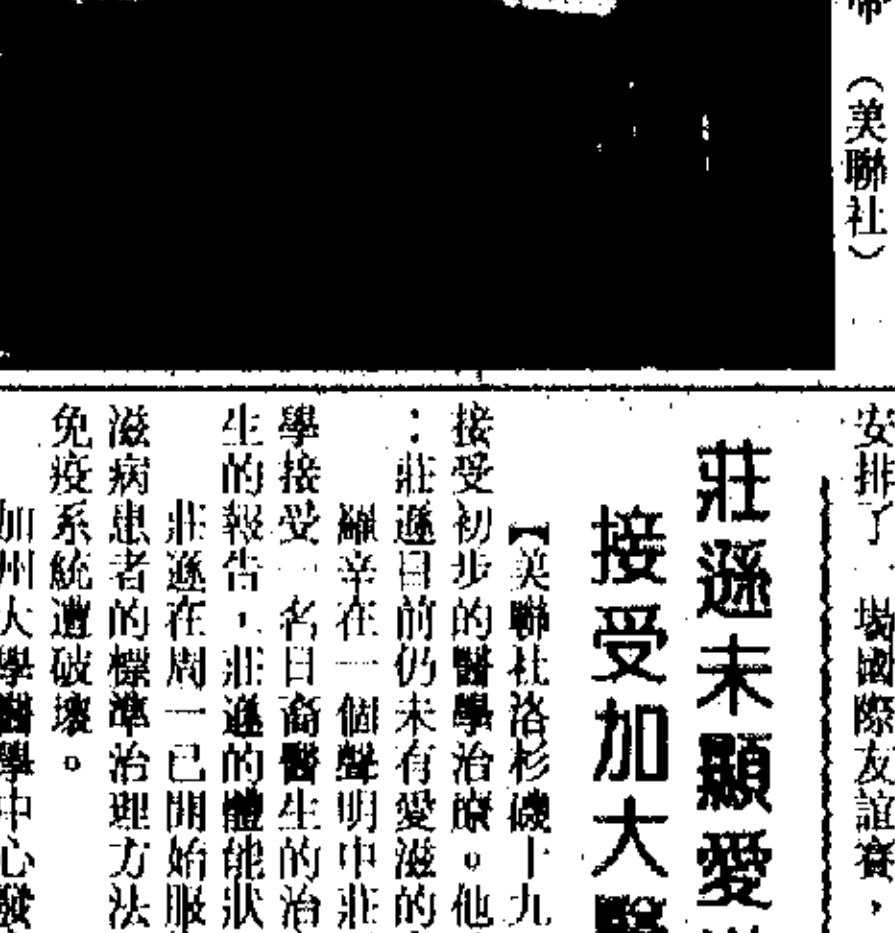 帝　（美聯社）
安排了一場國際友誼賽，
莊遜未顯愛滋
接受加大醫
【美聯社洛杉磯十九
接受初步的醫學治療。他
：莊遜目前仍未有愛滋的
羅辛在一個聲明中莊
學接受一名日裔醫生的治
生的報告，莊遜的體能狀
莊遜在周一已開始服
滋病患者的標準治理方法
免疫系統遭破壞。
加州大學醫學中心發